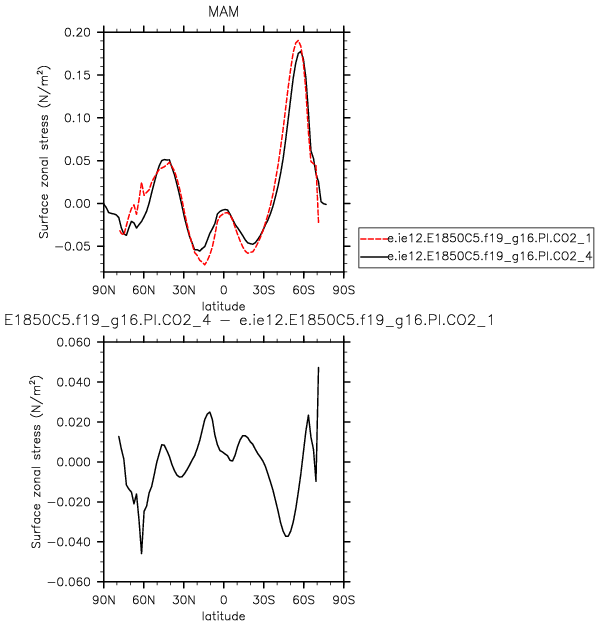 MAM
Surface zonal stress (N/m²)
0.20
0.15
0.10
0.05
0.00
−0.05
90N 60N 30N 0 30S 60S 90S
latitude
e.ie12.E1850C5.f19_g16.PI.CO2_1
e.ie12.E1850C5.f19_g16.PI.CO2_4
E1850C5.f19_g16.PI.CO2_4 − e.ie12.E1850C5.f19_g16.PI.CO2_1
Surface zonal stress (N/m²)
0.060
0.040
0.020
0.000
−0.020
−0.040
−0.060
90N 60N 30N 0 30S 60S 90S
latitude